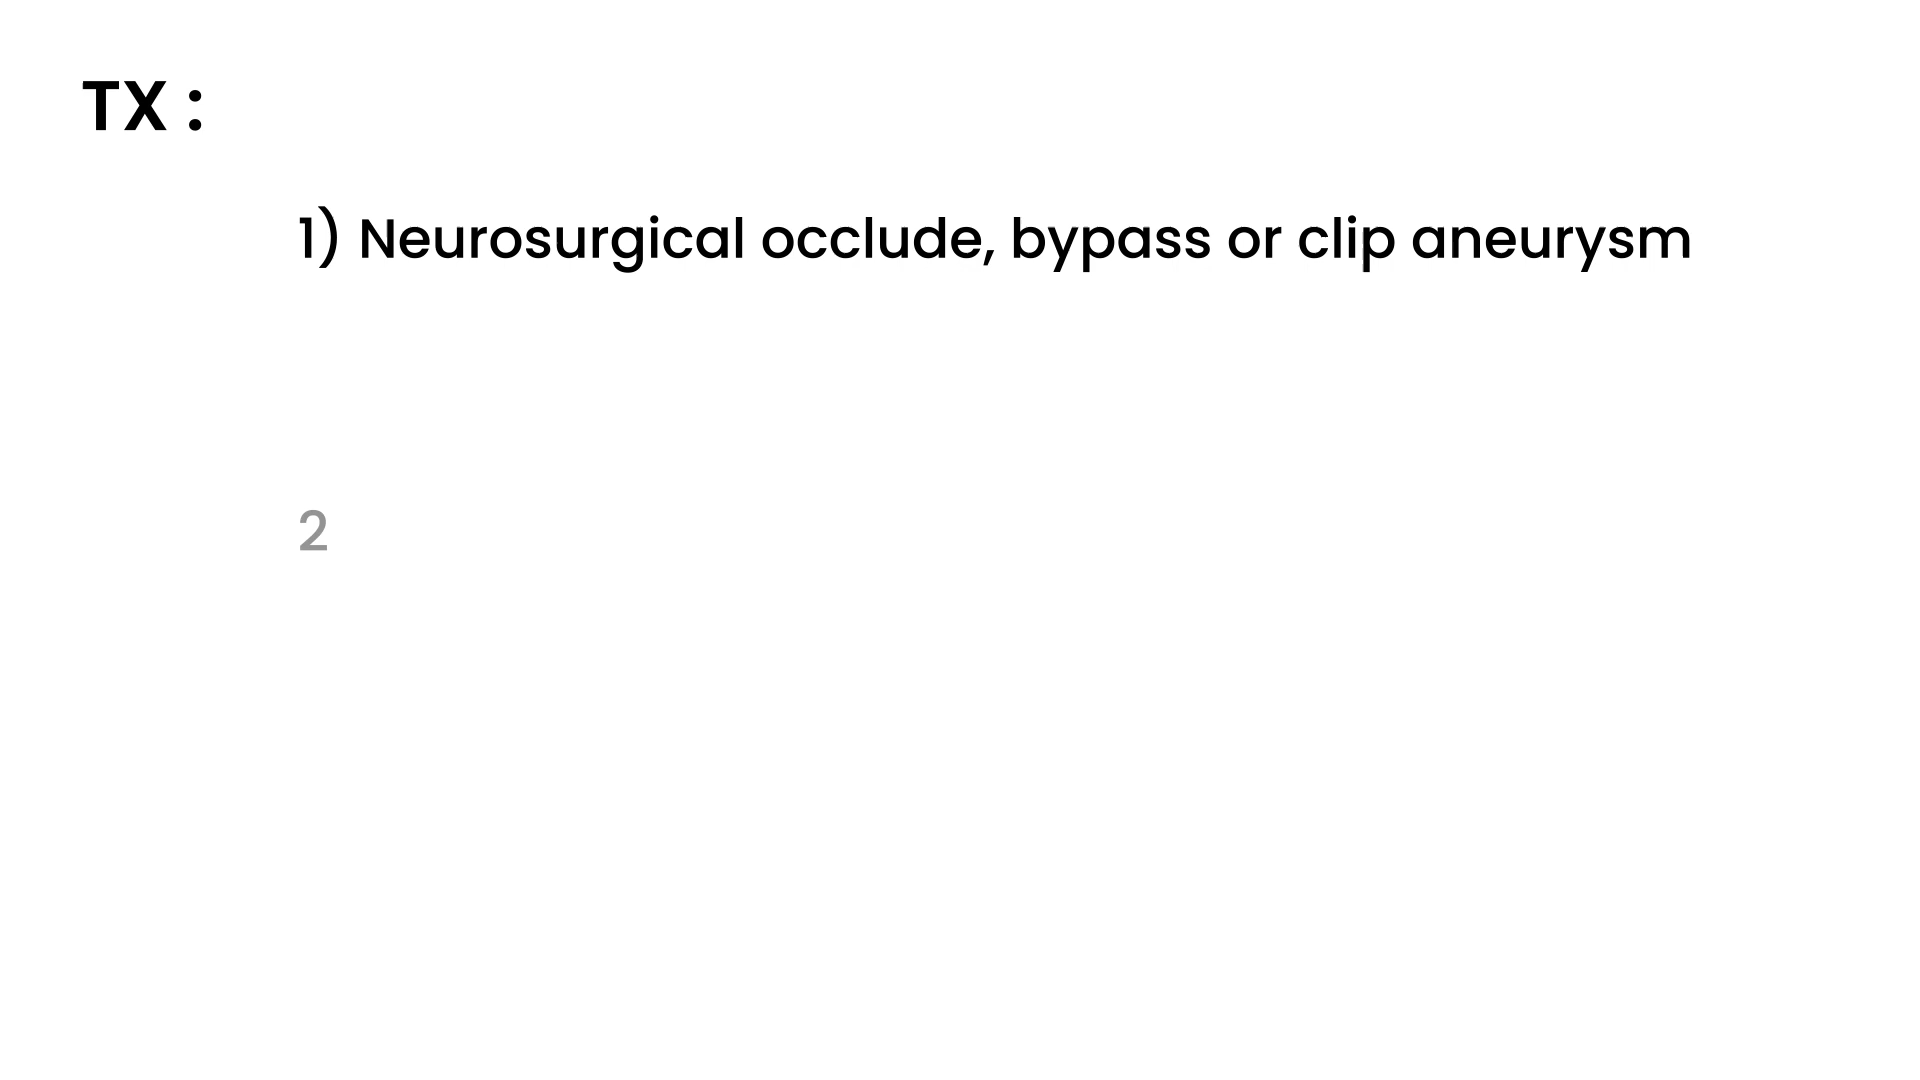 TX :
1) Neurosurgical occlude, bypass or clip aneurysm
2